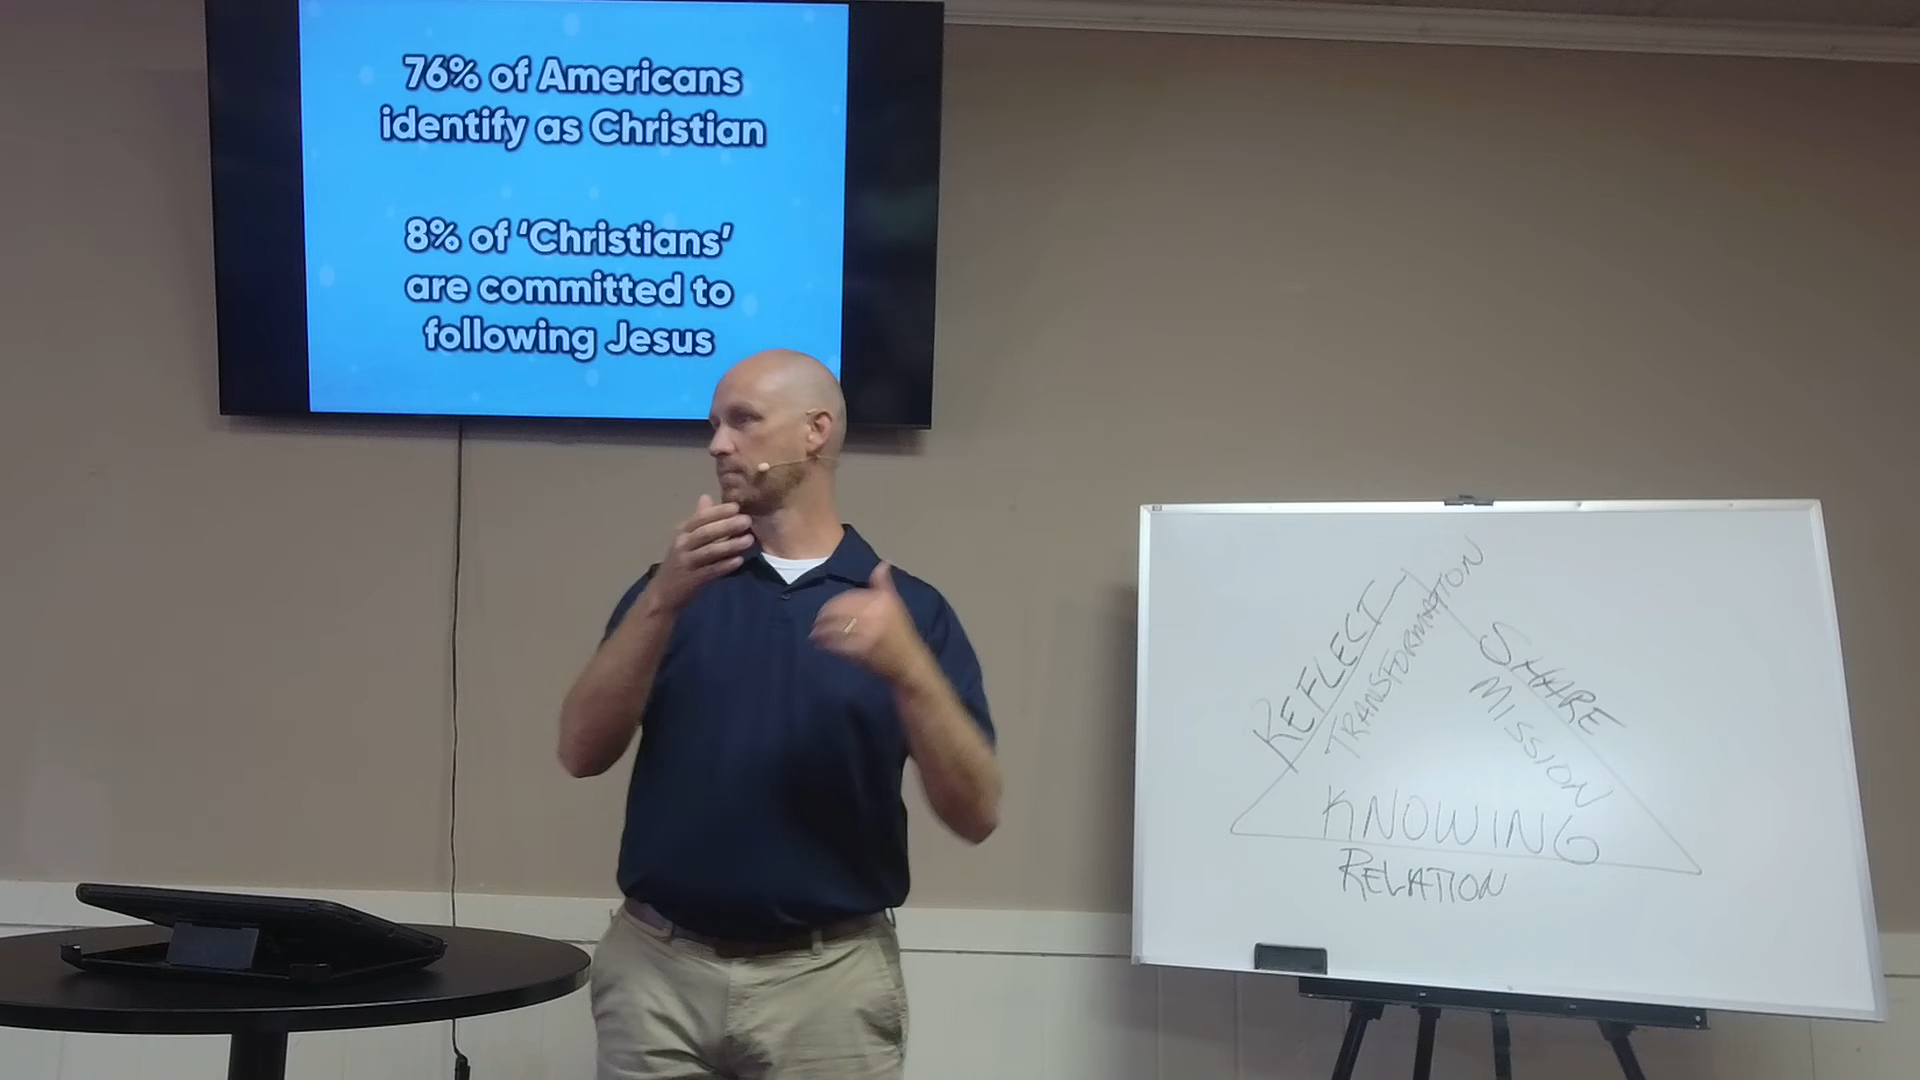 76% of Americans
identify as Christian
8% of 'Christians'
are committed to
following Jesus
REFLECT
TRANSFORMATION
SHARE
MISSION
KNOWING
RELATION